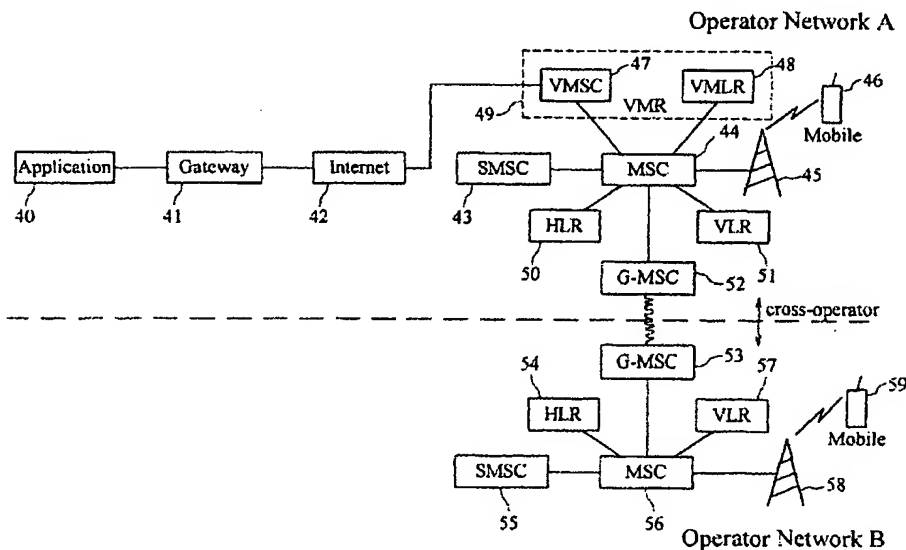 Operator Network A
47
48
46
VMSC
VMLR
49
VMR
44
Mobile
Application
Gateway
Internet
SMSC
MSC
40
41
42
43
45
HLR
VLR
50
51
G-MSC
52
cross-operator
G-MSC
53
54
57
59
HLR
VLR
Mobile
SMSC
MSC
55
56
58
Operator Network B